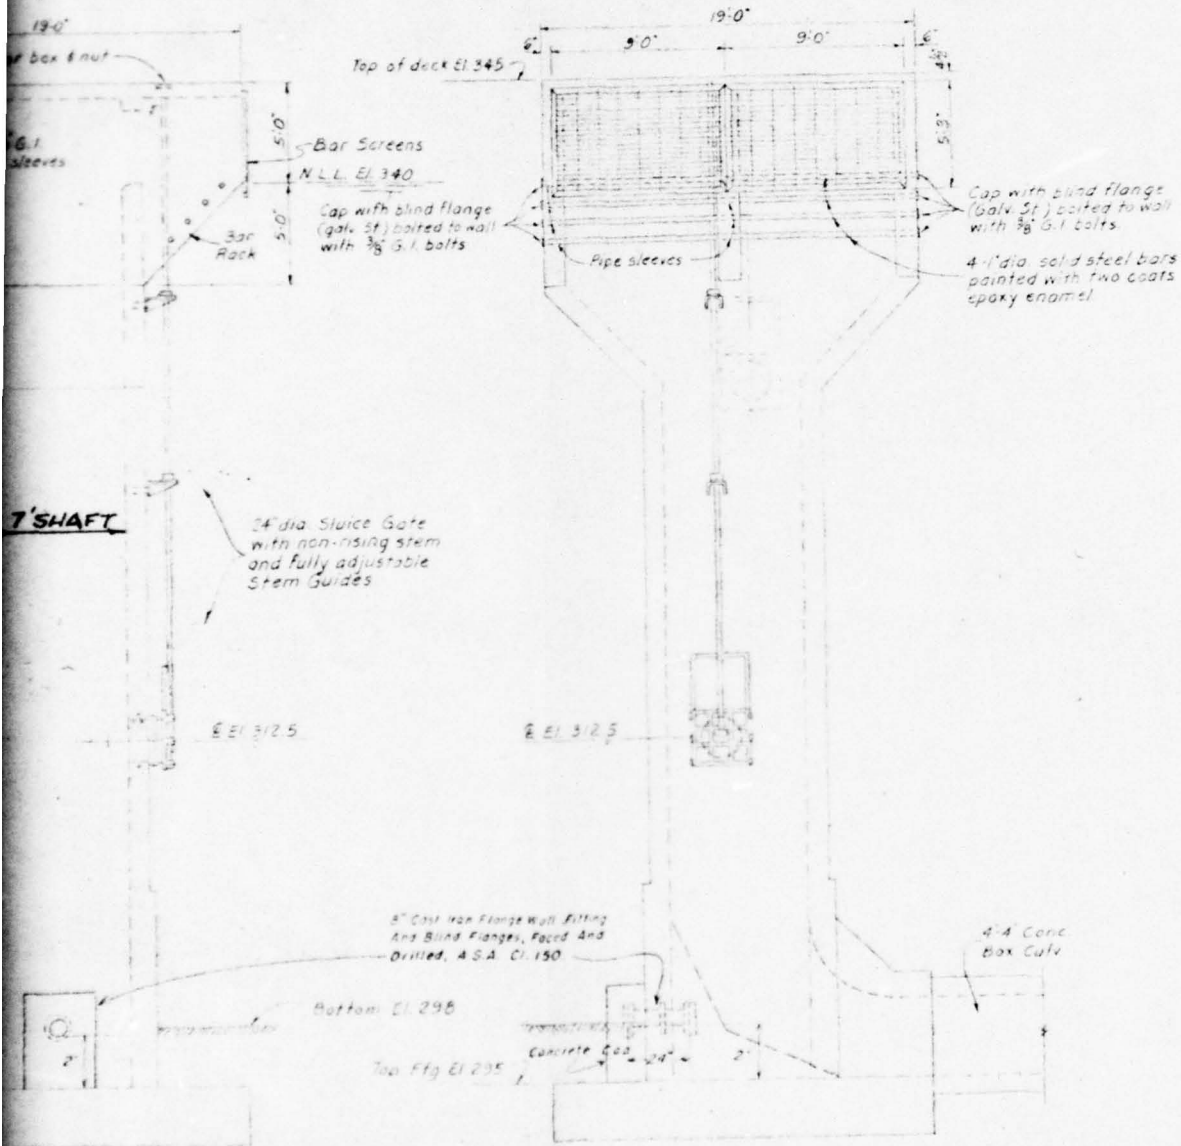 19'-0"
box & nut
G.I.
sleeves
5'-0"
5'-0"
Bar Screens
N.L.L. El. 340
Bar
Rack
7' SHAFT
24" dia. Sluice Gate
with non-rising stem
and fully adjustable
Stem Guides
℄ El. 312.5
2'
Bottom El. 298
Top Ftg El. 295
8" Cast Iron Flange Wall Fitting
And Blind Flanges, Faced And
Drilled, A.S.A. Cl. 150
19'-0"
6"
9'-0"
9'-0"
6"
Top of deck El. 345
5'-9"
Cap with blind flange
(galv. St.) bolted to wall
with 3/8" G.I. bolts
Pipe sleeves
Cap with blind flange
(Galv. St.) bolted to wall
with 3/8" G.I. bolts.
4-1" dia. solid steel bars
painted with two coats
epoxy enamel
℄ El. 312.5
Concrete Cap
24"
2'
4'-4' Conc.
Box Culv.